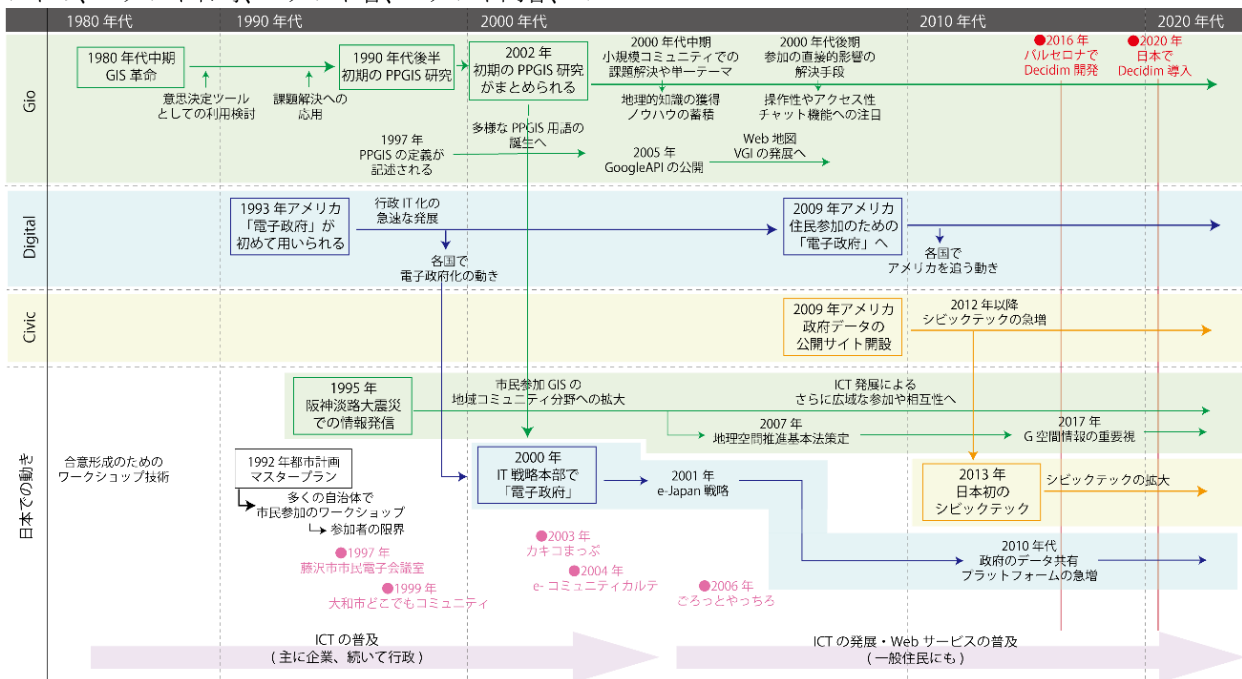 1980 年代
1990 年代
2000 年代
2010 年代
2020 年代
Gio
1980 年代中期
GIS 革命
意思決定ツール
としての利用検討
課題解決への
応用
1990 年代後半
初期の PPGIS 研究
2002 年
初期の PPGIS 研究
がまとめられる
2000 年代中期
小規模コミュニティでの
課題解決や単一テーマ
地理的知識の獲得
ノウハウの蓄積
2000 年代後期
参加の直接的影響の
解決手段
操作性やアクセス性
チャット機能への注目
●2016 年
バルセロナで
Decidim 開発
●2020 年
日本で
Decidim 導入
1997 年
PPGIS の定義が
記述される
多様な PPGIS 用語の
誕生へ
2005 年
GoogleAPI の公開
Web 地図
VGI の発展へ
Digital
1993 年アメリカ
「電子政府」が
初めて用いられる
行政 IT 化の
急速な発展
各国で
電子政府化の動き
2009 年アメリカ
住民参加のための
「電子政府」へ
各国で
アメリカを追う動き
Civic
2009 年アメリカ
政府データの
公開サイト開設
2012 年以降
シビックテックの急増
日本での動き
1995 年
阪神淡路大震災
での情報発信
市民参加 GIS の
地域コミュニティ分野への拡大
ICT 発展による
さらに広域な参加や相互性へ
2007 年
地理空間推進基本法策定
2017 年
G 空間情報の重要視
合意形成のための
ワークショップ技術
1992 年都市計画
マスタープラン
多くの自治体で
市民参加のワークショップ
参加者の限界
2000 年
IT 戦略本部で
「電子政府」
2001 年
e-Japan 戦略
2013 年
日本初の
シビックテック
シビックテックの拡大
2010 年代
政府のデータ共有
プラットフォームの急増
●1997 年
藤沢市市民電子会議室
●1999 年
大和市どこでもコミュニティ
●2003 年
カキコまっぷ
●2004 年
e- コミュニティカルテ
●2006 年
ごろっとやっちろ
ICT の普及
( 主に企業、続いて行政 )
ICT の発展・Web サービスの普及
( 一般住民にも )